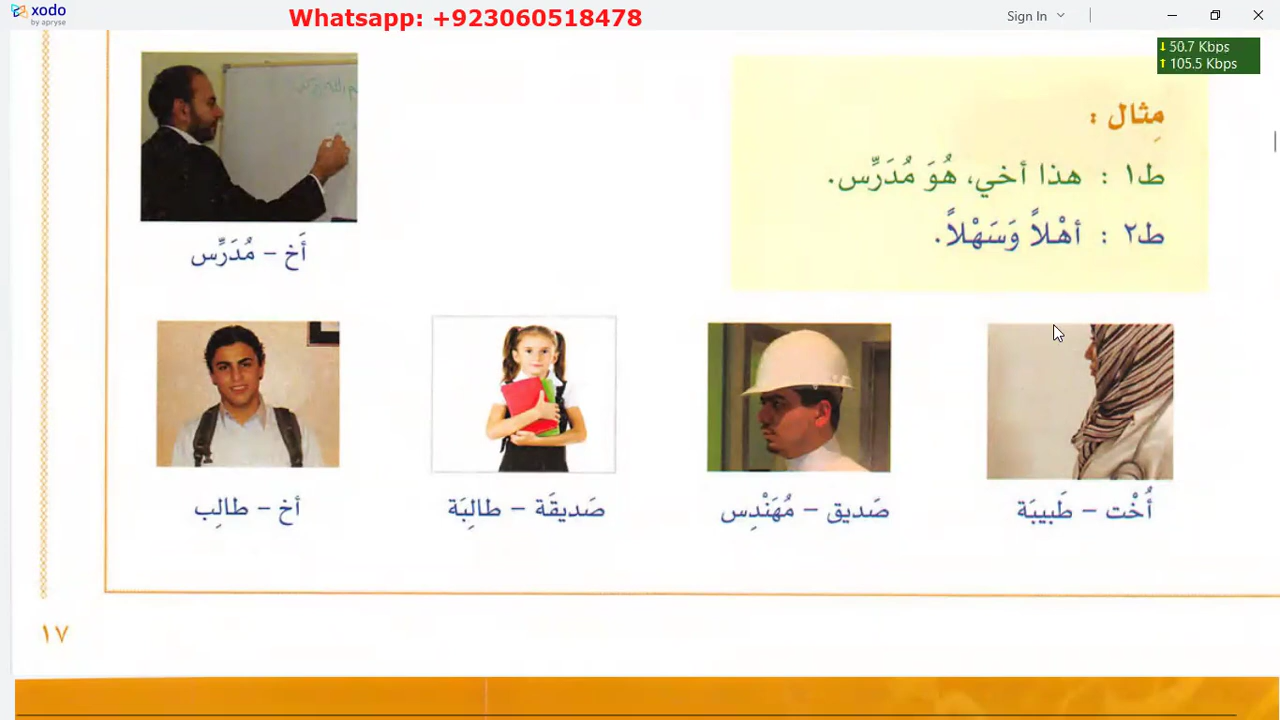 xodo
by apryse
Whatsapp: +923060518478
Sign In
50.7 Kbps
105.5 Kbps
مِثال :
ط١ : هذا أخي، هُوَ مُدَرِّس.
ط٢ : أهْلاً وَسَهْلاً.
أَخ – مُدَرِّس
أُخْت – طَبيبَة
صَديق – مُهَنْدِس
صَديقَة – طالِبَة
أخ – طالِب
١٧